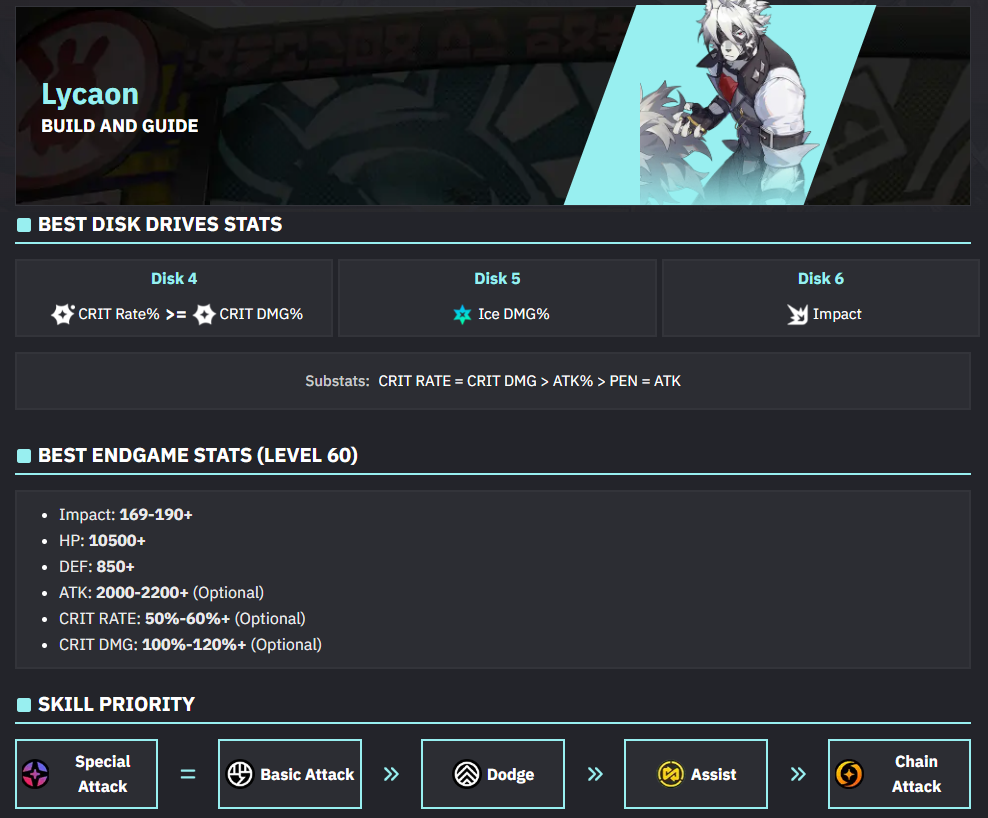 Lycaon
BUILD AND GUIDE
BEST DISK DRIVES STATS
Disk 4
CRIT Rate% >= CRIT DMG%
Disk 5
Ice DMG%
Disk 6
Impact
Substats: CRIT RATE = CRIT DMG > ATK% > PEN = ATK
BEST ENDGAME STATS (LEVEL 60)
• Impact: 169-190+
• HP: 10500+
• DEF: 850+
• ATK: 2000-2200+ (Optional)
• CRIT RATE: 50%-60%+ (Optional)
• CRIT DMG: 100%-120%+ (Optional)
SKILL PRIORITY
Special
Attack
=
Basic Attack
»
Dodge
»
Assist
»
Chain
Attack